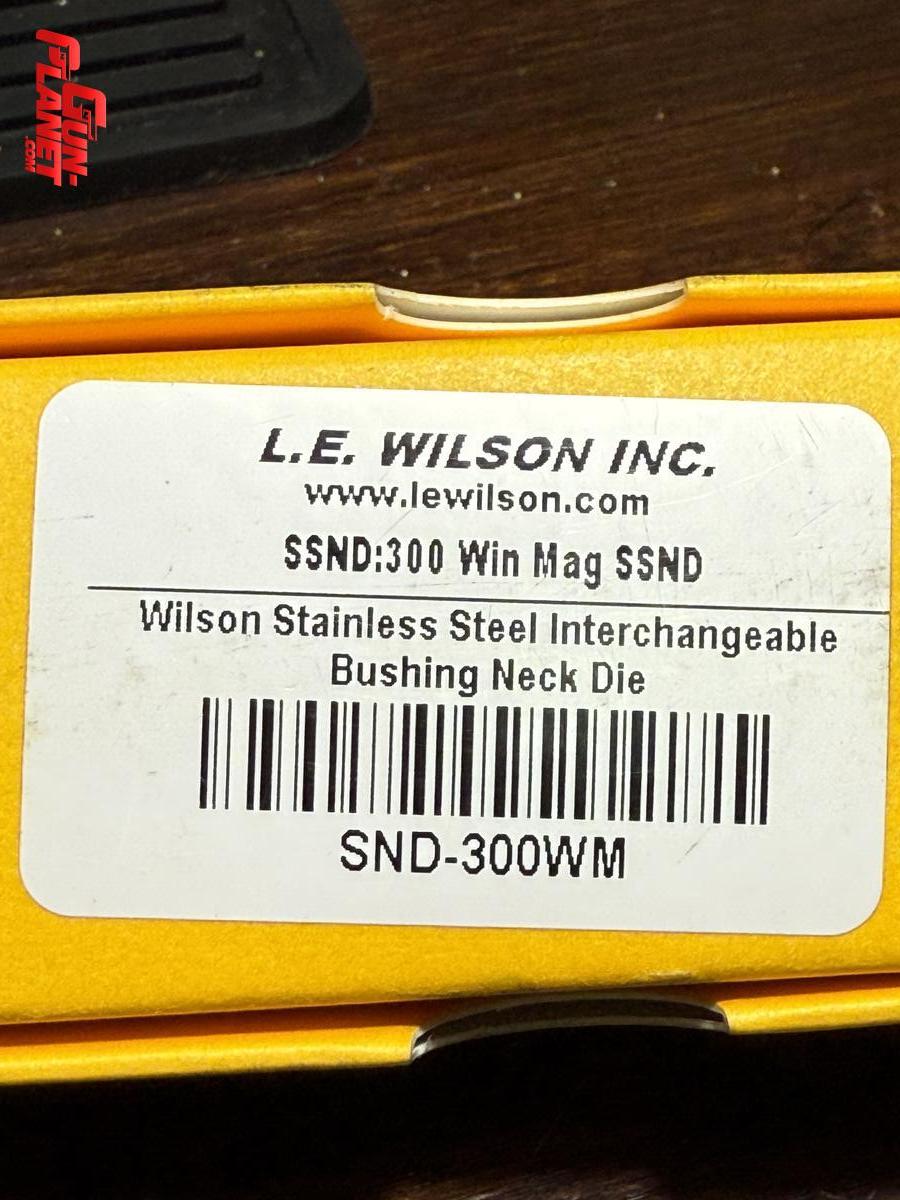 GUN-
PLANET
.COM
L.E. WILSON INC.
www.lewilson.com
SSND:300 Win Mag SSND
Wilson Stainless Steel Interchangeable
Bushing Neck Die
SND-300WM